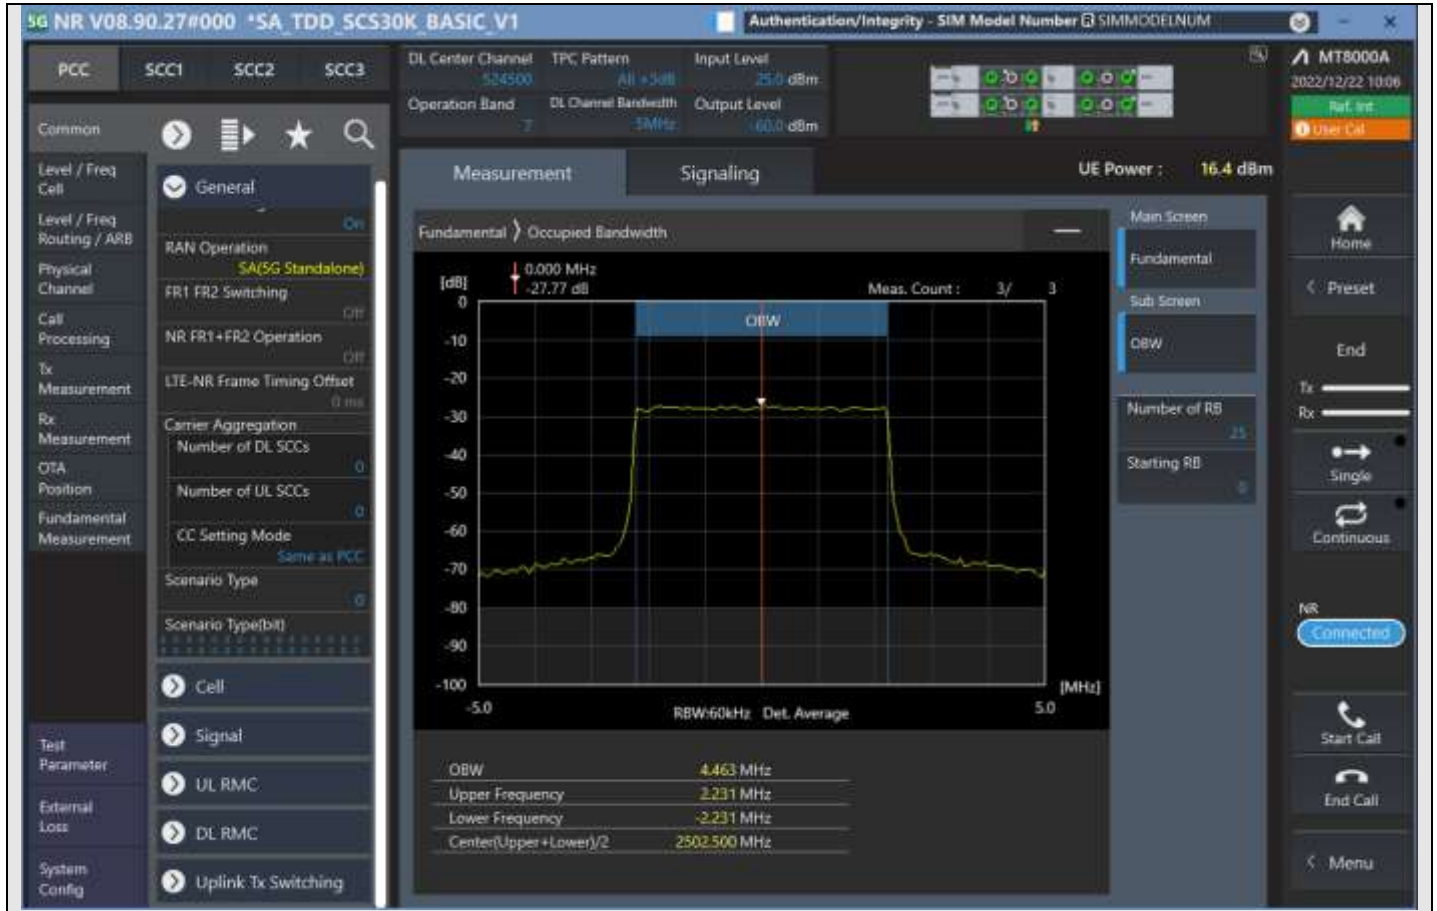 5G NR V08.90.27#000 *SA_TDD_SCS30K_BASIC_V1
Authentication/Integrity - SIM Model Number SIMMODELNUM
PCC
SCC1
SCC2
SCC3
DL Center Channel
524500
TPC Pattern
All +3dB
Input Level
25.0 dBm
Operation Band
7
DL Channel Bandwidth
5MHz
Output Level
-60.0 dBm
MT8000A
2022/12/22 10:06
Ref. Int.
User Cal
Common
Level / Freq
Cell
Level / Freq
Routing / ARB
Physical
Channel
Call
Processing
Tx
Measurement
Rx
Measurement
OTA
Position
Fundamental
Measurement
Test
Parameter
External
Loss
System
Config
General
On
RAN Operation
SA(5G Standalone)
FR1 FR2 Switching
Off
NR FR1+FR2 Operation
Off
LTE-NR Frame Timing Offset
0 ms
Carrier Aggregation
Number of DL SCCs
0
Number of UL SCCs
0
CC Setting Mode
Same as PCC
Scenario Type
0
Scenario Type(bit)
Cell
Signal
UL RMC
DL RMC
Uplink Tx Switching
Measurement
Signaling
UE Power : 16.4 dBm
Fundamental
Occupied Bandwidth
0.000 MHz
-27.77 dB
[dB]
Meas. Count : 3/ 3
OBW
0
-10
-20
-30
-40
-50
-60
-70
-80
-90
-100
[MHz]
-5.0
RBW:60kHz Det. Average
5.0
OBW 4.463 MHz
Upper Frequency 2.231 MHz
Lower Frequency -2.231 MHz
Center(Upper+Lower)/2 2502.500 MHz
Main Screen
Fundamental
Sub Screen
OBW
Number of RB
25
Starting RB
0
Home
Preset
End
Tx
Rx
Single
Continuous
NR
Connected
Start Call
End Call
Menu